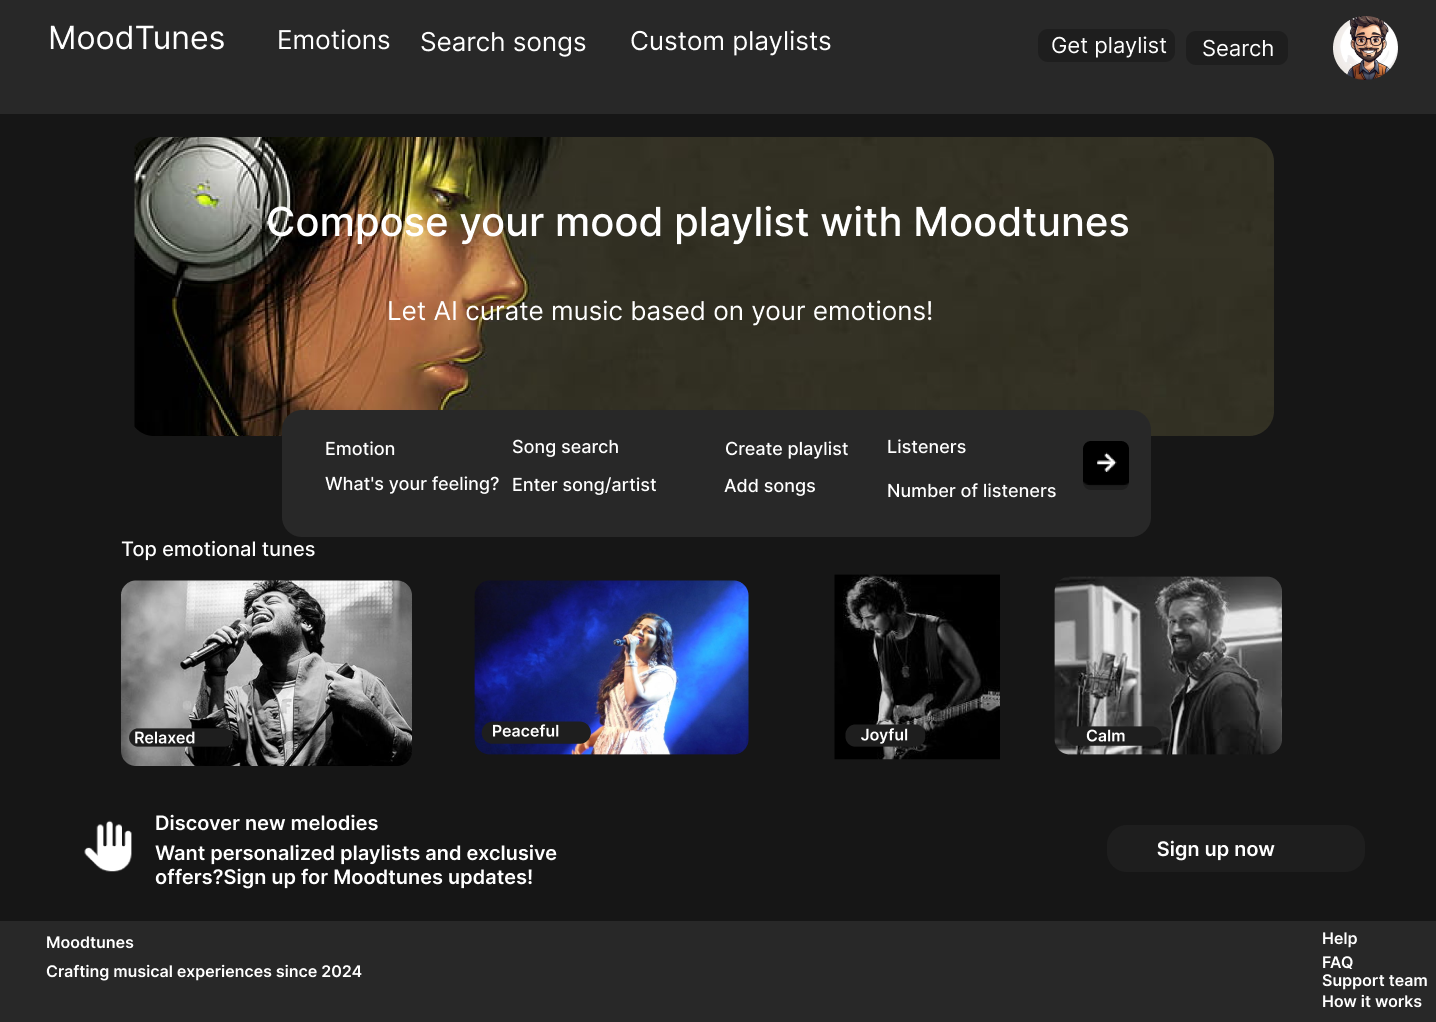 MoodTunes
Emotions
Search songs
Custom playlists
Get playlist
Search
Compose your mood playlist with Moodtunes
Let AI curate music based on your emotions!
Emotion
Song search
Create playlist
Listeners
What's your feeling?
Enter song/artist
Add songs
Number of listeners
Top emotional tunes
Relaxed
Peaceful
Joyful
Calm
Discover new melodies
Want personalized playlists and exclusive
offers?Sign up for Moodtunes updates!
Sign up now
Moodtunes
Crafting musical experiences since 2024
Help
FAQ
Support team
How it works